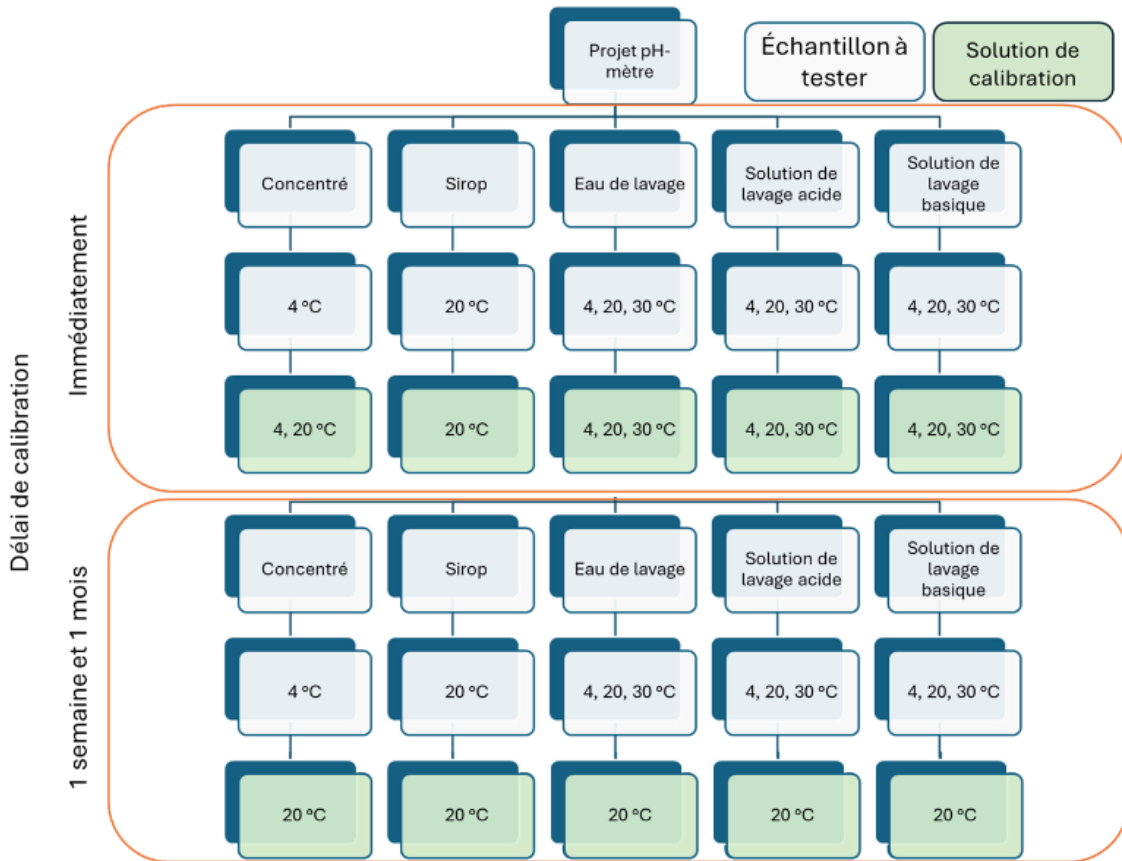 Projet pH-
mètre
Échantillon à
tester
Solution de
calibration
Délai de calibration
Immédiatement
Concentré
Sirop
Eau de lavage
Solution de
lavage acide
Solution de
lavage
basique
4 °C
20 °C
4, 20, 30 °C
4, 20, 30 °C
4, 20, 30 °C
4, 20 °C
20 °C
4, 20, 30 °C
4, 20, 30 °C
4, 20, 30 °C
1 semaine et 1 mois
Concentré
Sirop
Eau de lavage
Solution de
lavage acide
Solution de
lavage
basique
4 °C
20 °C
4, 20, 30 °C
4, 20, 30 °C
4, 20, 30 °C
20 °C
20 °C
20 °C
20 °C
20 °C